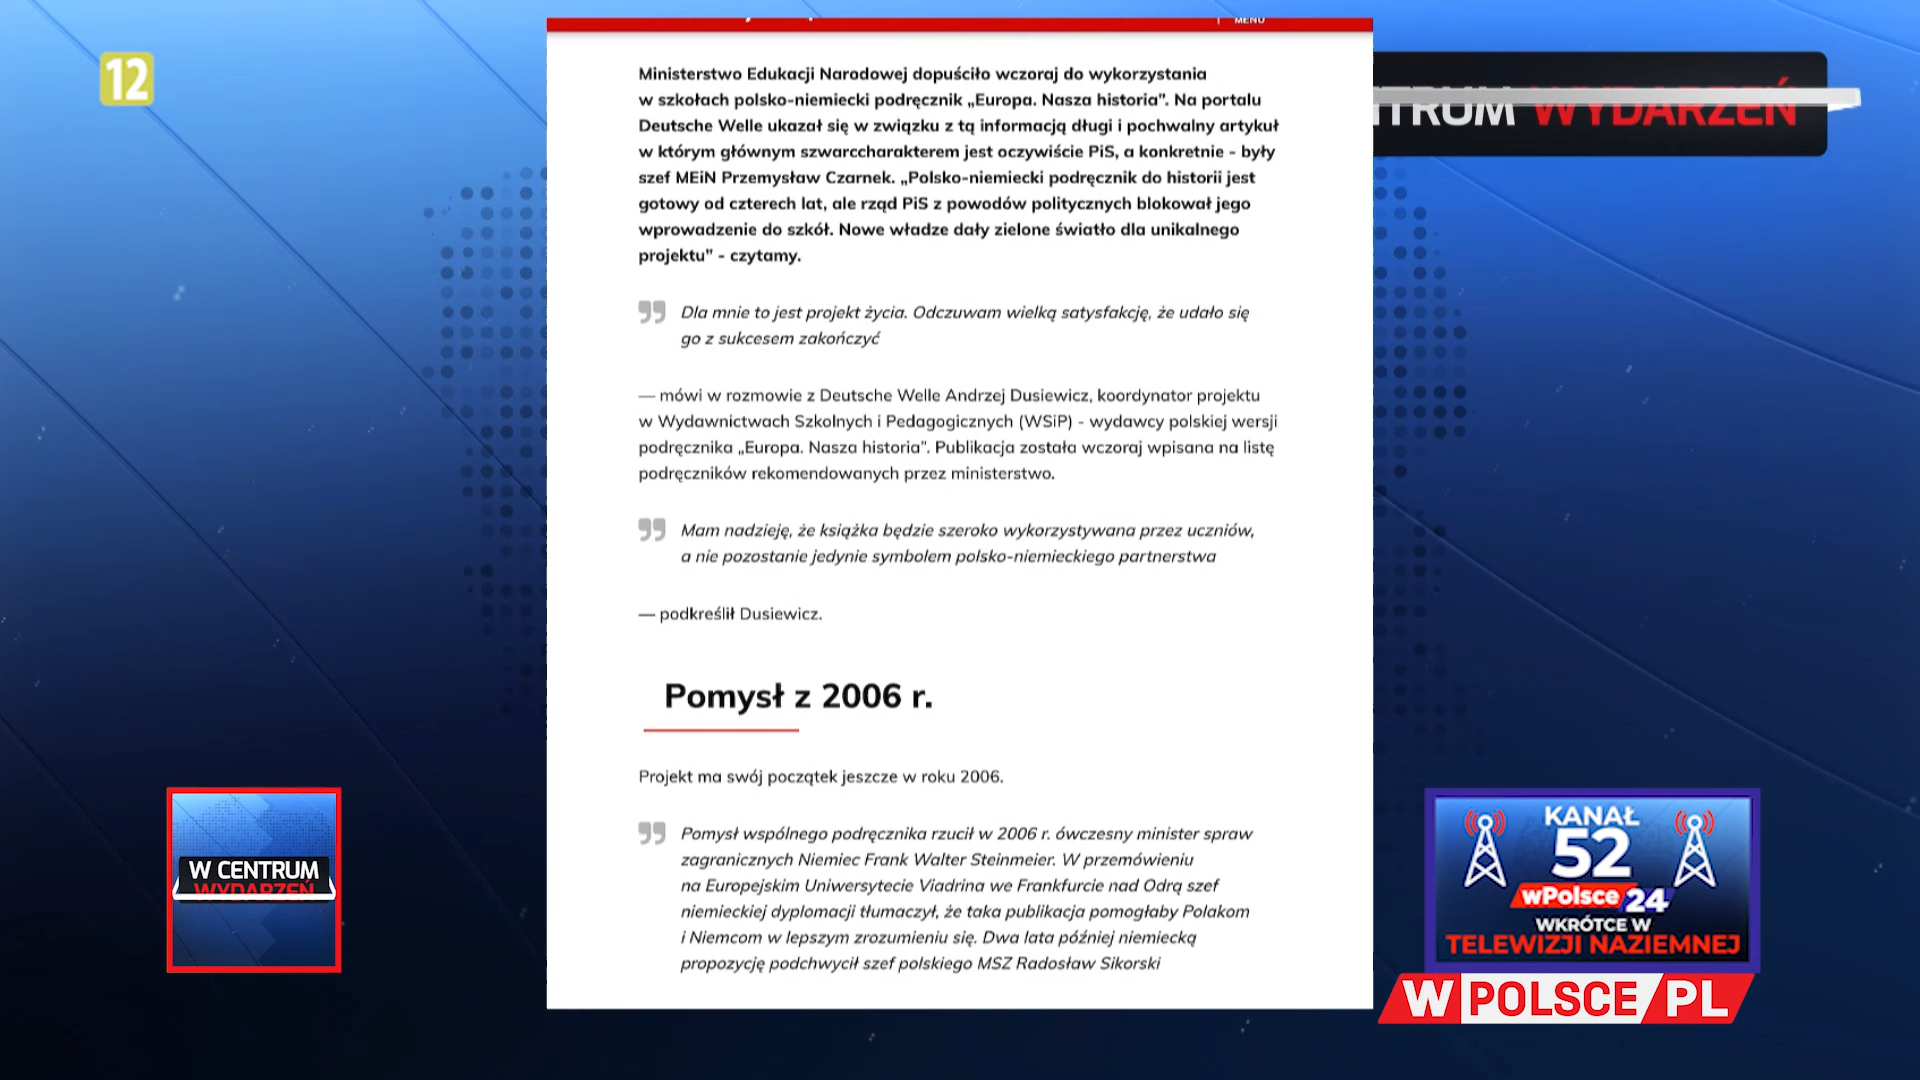 MENU
12
Ministerstwo Edukacji Narodowej dopuściło wczoraj do wykorzystania
w szkołach polsko-niemiecki podręcznik „Europa. Nasza historia”. Na portalu
Deutsche Welle ukazał się w związku z tą informacją długi i pochwalny artykuł
w którym głównym szwarccharakterem jest oczywiście PiS, a konkretnie - były
szef MEiN Przemysław Czarnek. „Polsko-niemiecki podręcznik do historii jest
gotowy od czterech lat, ale rząd PiS z powodów politycznych blokował jego
wprowadzenie do szkół. Nowe władze dały zielone światło dla unikalnego
projektu” - czytamy.
WYDARZEŃ
Dla mnie to jest projekt życia. Odczuwam wielką satysfakcję, że udało się
go z sukcesem zakończyć
— mówi w rozmowie z Deutsche Welle Andrzej Dusiewicz, koordynator projektu
w Wydawnictwach Szkolnych i Pedagogicznych (WSiP) - wydawcy polskiej wersji
podręcznika „Europa. Nasza historia”. Publikacja została wczoraj wpisana na listę
podręczników rekomendowanych przez ministerstwo.
Mam nadzieję, że książka będzie szeroko wykorzystywana przez uczniów,
a nie pozostanie jedynie symbolem polsko-niemieckiego partnerstwa
— podkreślił Dusiewicz.
Pomysł z 2006 r.
Projekt ma swój początek jeszcze w roku 2006.
Pomysł wspólnego podręcznika rzucił w 2006 r. ówczesny minister spraw
zagranicznych Niemiec Frank Walter Steinmeier. W przemówieniu
na Europejskim Uniwersytecie Viadrina we Frankfurcie nad Odrą szef
niemieckiej dyplomacji tłumaczył, że taka publikacja pomogłaby Polakom
i Niemcom w lepszym zrozumieniu się. Dwa lata później niemiecką
propozycję podchwycił szef polskiego MSZ Radosław Sikorski
W CENTRUM
WYDARZEŃ
KANAŁ
52
wPolsce 24
WKRÓTCE W
TELEWIZJI NAZIEMNEJ
W POLSCE/PL